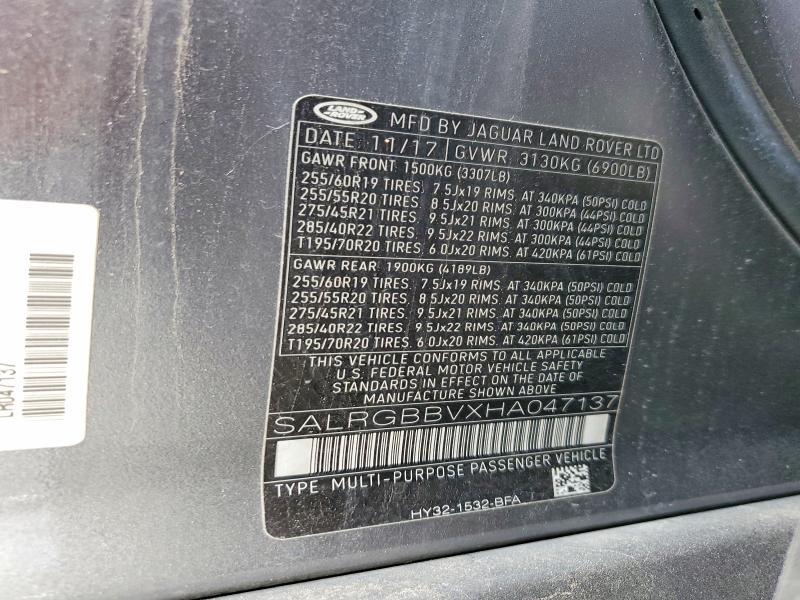 LAND-
ROVER
MFD BY JAGUAR LAND ROVER LTD
DATE: 11/17 GVWR 3130KG (6900LB)
GAWR FRONT 1500KG (3307LB)
255/60R19 TIRES. 7 5Jx19 RIMS. AT 340KPA (50PSI) COLD
255/55R20 TIRES. 8 5Jx20 RIMS. AT 300KPA (44PSI) COLD
275/45R21 TIRES. 9.5Jx21 RIMS. AT 300KPA (44PSI) COLD
285/40R22 TIRES. 9 5Jx22 RIMS. AT 300KPA (44PSI) COLD
T195/70R20 TIRES. 6 0Jx20 RIMS. AT 420KPA (61PSI) COLD
GAWR REAR 1900KG (4189LB)
255/60R19 TIRES. 7 5Jx19 RIMS. AT 340KPA (50PSI) COLD
255/55R20 TIRES. 8 5Jx20 RIMS. AT 340KPA (50PSI) COLD
275/45R21 TIRES. 9 5Jx21 RIMS. AT 340KPA (50PSI) COLD
285/40R22 TIRES. 9 5Jx22 RIMS. AT 340KPA (50PSI) COLD
T195/70R20 TIRES. 6 0Jx20 RIMS. AT 420KPA (61PSI) COLD
THIS VEHICLE CONFORMS TO ALL APPLICABLE
U.S. FEDERAL MOTOR VEHICLE SAFETY
STANDARDS IN EFFECT ON THE DATE OF
MANUFACTURE SHOWN ABOVE.
SALRGBBVXHA047137
TYPE MULTI-PURPOSE PASSENGER VEHICLE
HY32-1532-BFA
LR047137